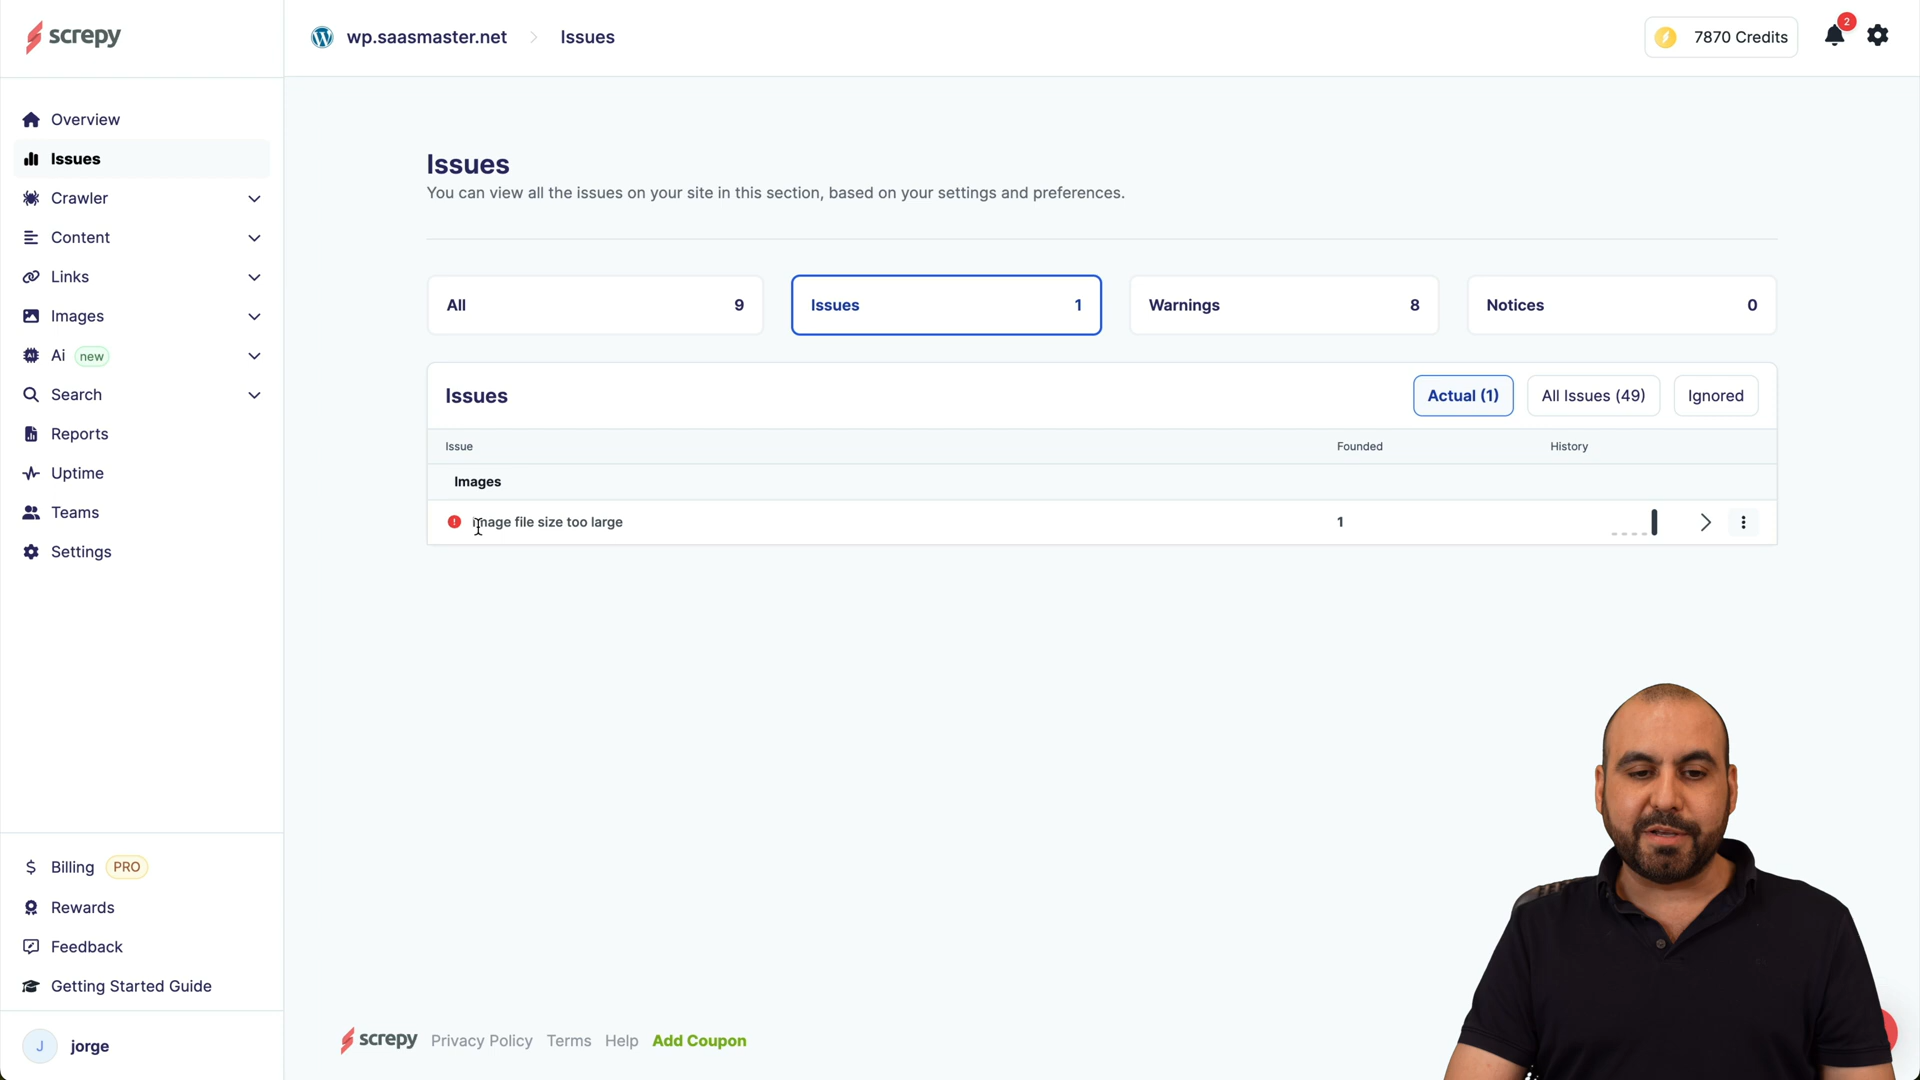 screpy
wp.saasmaster.net
Issues
7870 Credits
2
Overview
Issues
Crawler
Content
Links
Images
Ai new
Search
Reports
Uptime
Teams
Settings
Billing PRO
Rewards
Feedback
Getting Started Guide
J jorge
Issues
You can view all the issues on your site in this section, based on your settings and preferences.
All 9
Issues 1
Warnings 8
Notices 0
Issues
Actual (1)
All Issues (49)
Ignored
Issue Founded History
Images
image file size too large 1
screpy Privacy Policy Terms Help Add Coupon